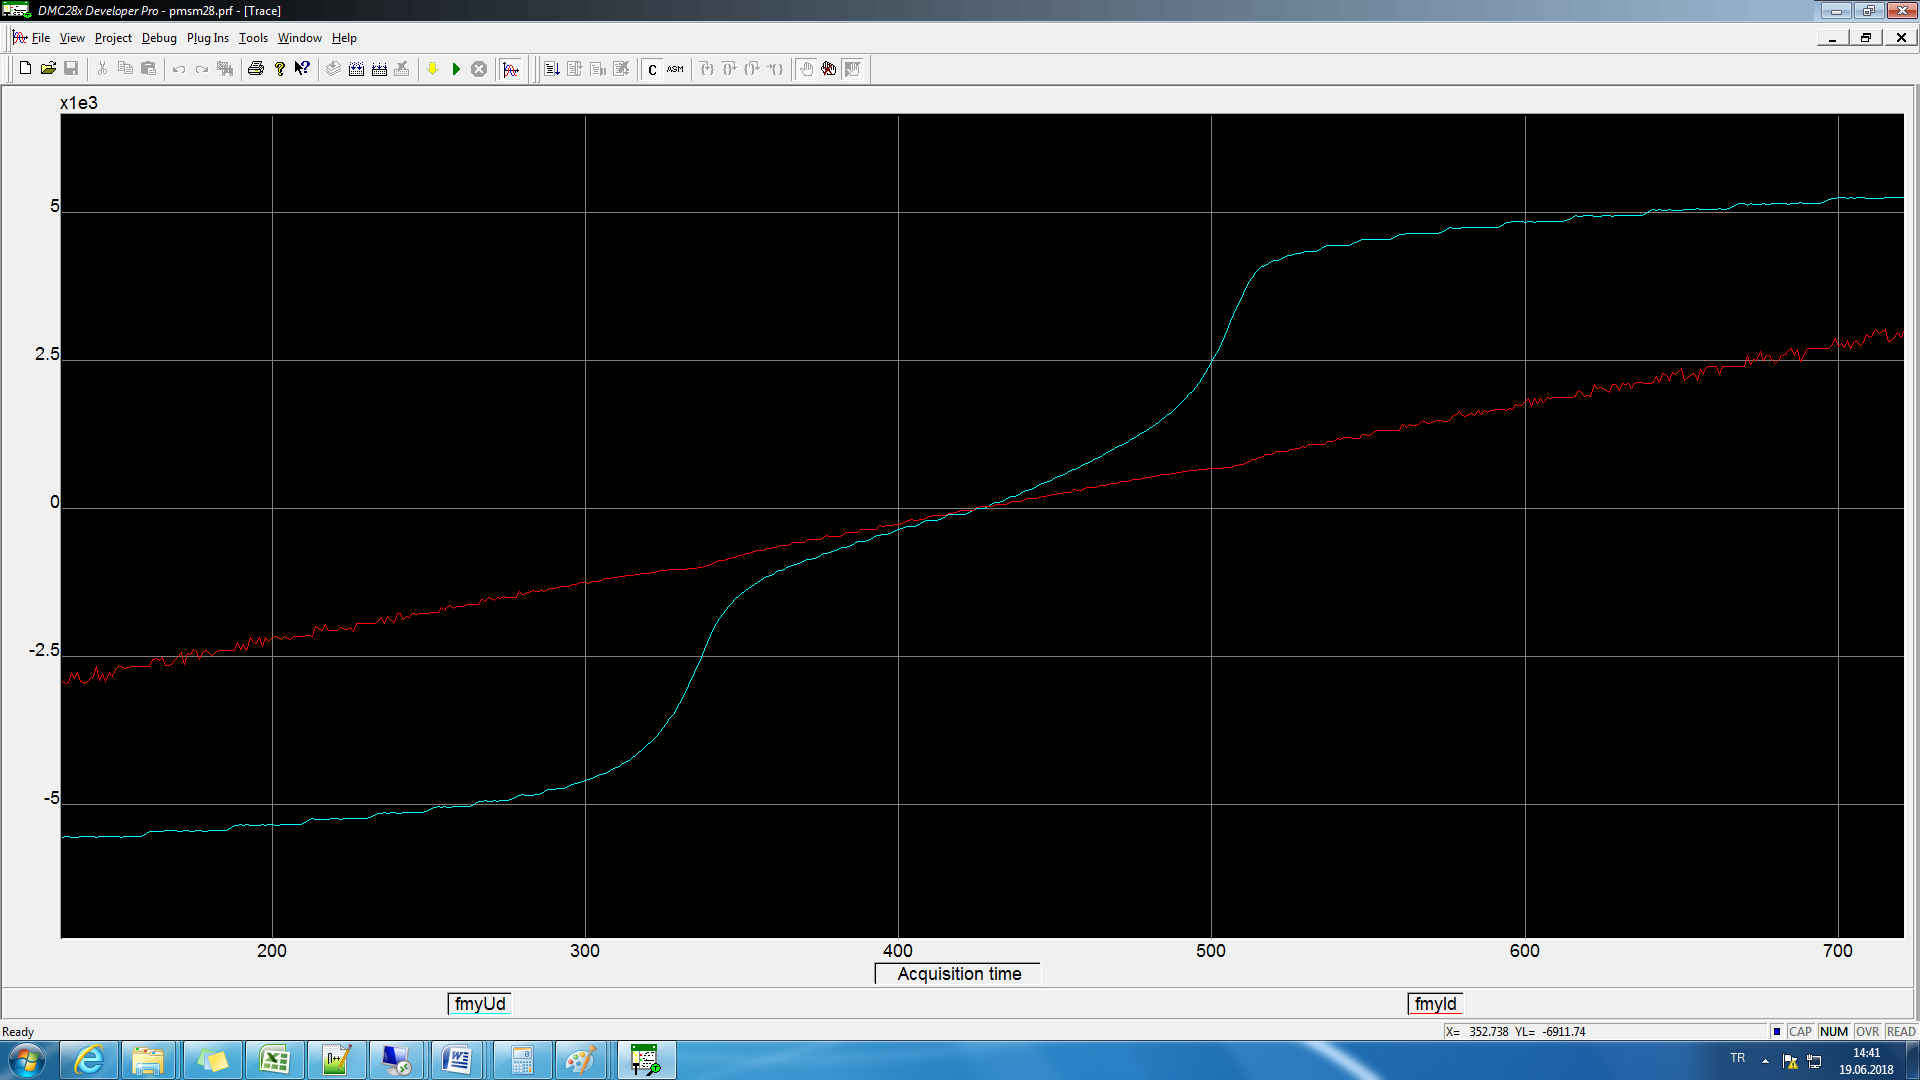 DMC28x Developer Pro - pmsm28.prf - [Trace]
File View Project Debug Plug Ins Tools Window Help
C ASM
x1e3
5
2.5
0
-2.5
-5
200 300 400 500 600 700
Acquisition time
fmyUd fmyId
Ready X= 352.738 YL= -6911.74 CAP NUM OVR READ
TR 14:41
19.06.2018